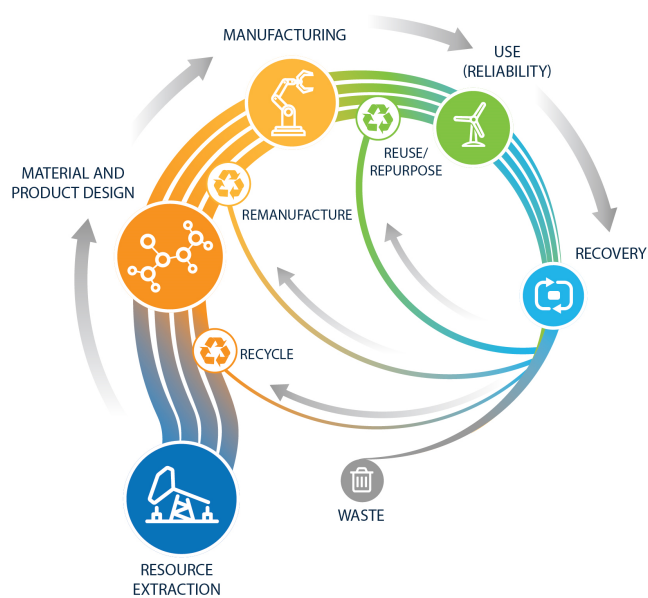 MANUFACTURING
USE
(RELIABILITY)
MATERIAL AND
PRODUCT DESIGN
REUSE/
REPURPOSE
REMANUFACTURE
RECOVERY
RECYCLE
WASTE
RESOURCE
EXTRACTION